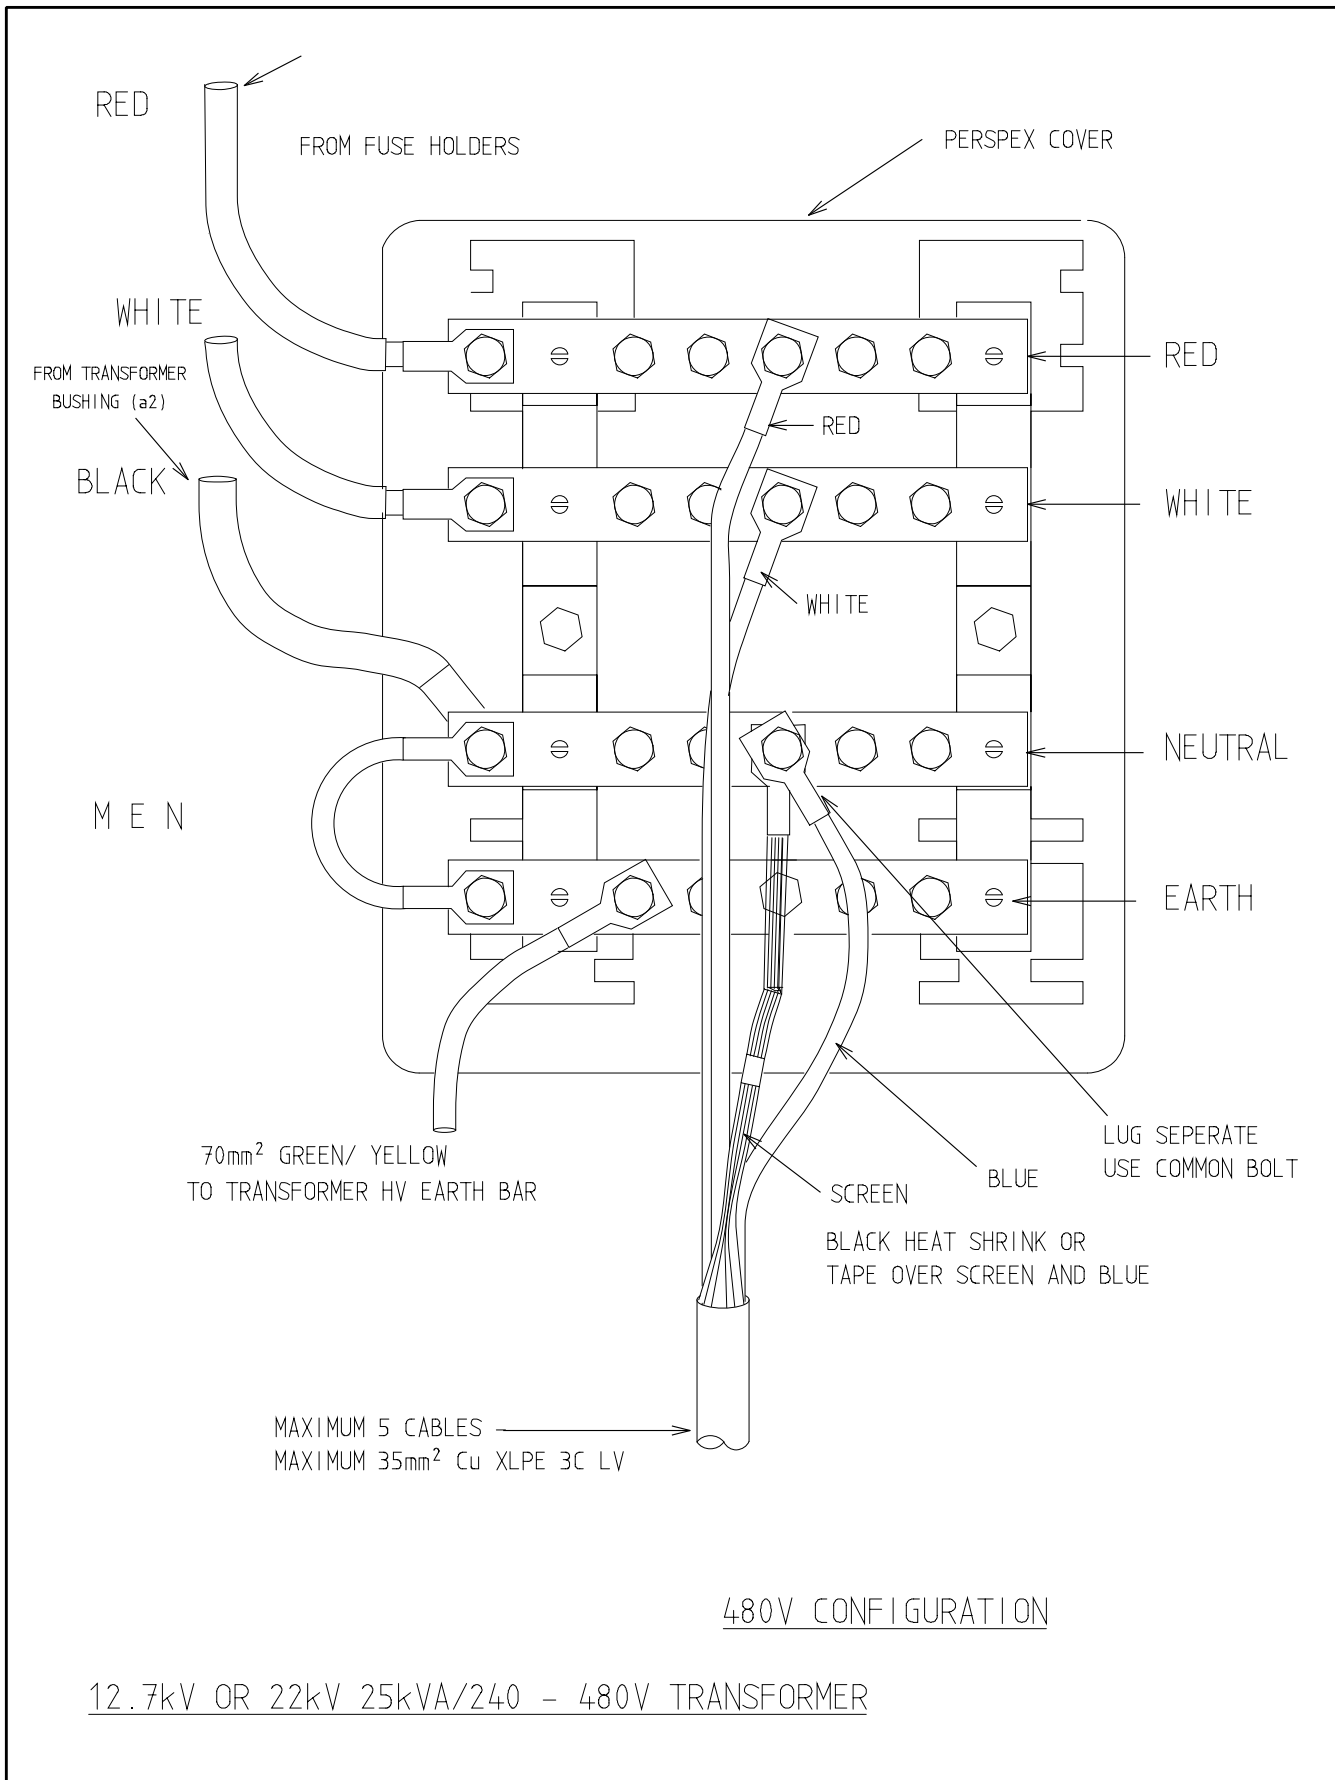 RED
FROM FUSE HOLDERS
PERSPEX COVER
WHITE
FROM TRANSFORMER
BUSHING (a2)
BLACK
RED
RED
WHITE
WHITE
NEUTRAL
M E N
EARTH
70mm² GREEN/ YELLOW
TO TRANSFORMER HV EARTH BAR
LUG SEPERATE
USE COMMON BOLT
BLUE
SCREEN
BLACK HEAT SHRINK OR
TAPE OVER SCREEN AND BLUE
MAXIMUM 5 CABLES
MAXIMUM 35mm² Cu XLPE 3C LV
480V CONFIGURATION
12.7kV OR 22kV 25kVA/240 - 480V TRANSFORMER